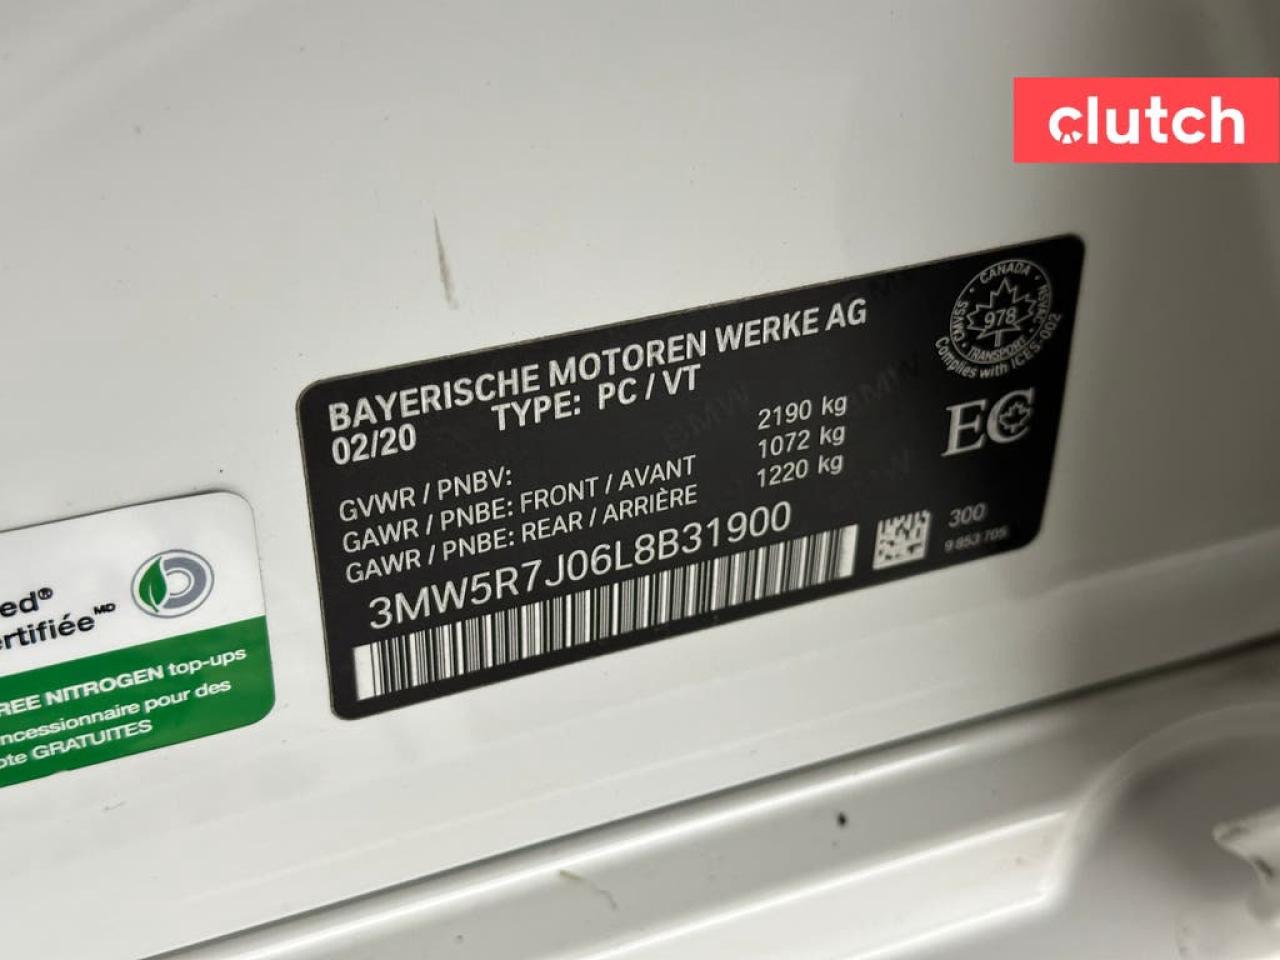 clutch
BAYERISCHE MOTOREN WERKE AG
02/20 TYPE: PC / VT
GVWR / PNBV: 2190 kg
GAWR / PNBE: FRONT / AVANT 1072 kg
GAWR / PNBE: REAR / ARRIÈRE 1220 kg
3MW5R7J06L8B31900
CANADA
CMVSS
NSVAC
978
TRANSPORT
Complies with ICES-002
EC
300
9 853 705
ed®
ertifiée MD
REE NITROGEN top-ups
ncessionnaire pour des
ote GRATUITES